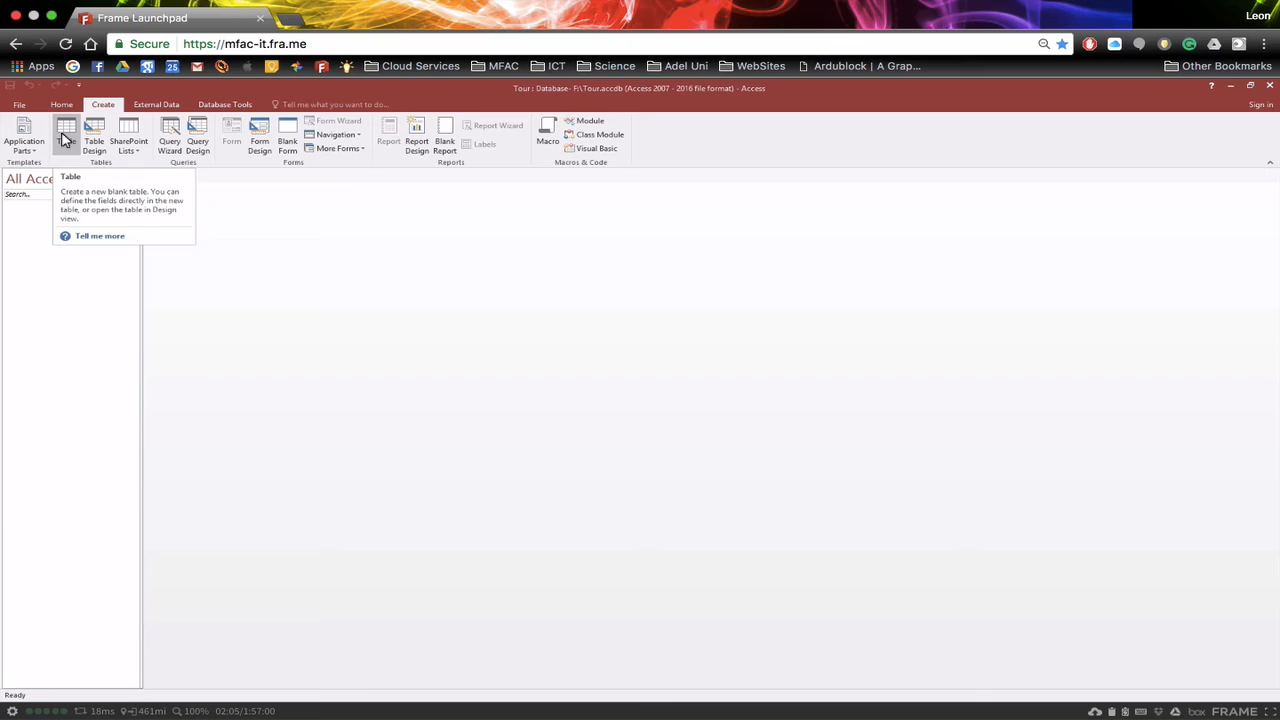 Frame Launchpad
Leon
Secure https://mfac-it.fra.me
Apps
25
Cloud Services
MFAC
ICT
Science
Adel Uni
WebSites
Ardublock | A Grap...
Other Bookmarks
Tour : Database- F:\Tour.accdb (Access 2007 - 2016 file format) - Access
File Home Create External Data Database Tools Tell me what you want to do... Sign in
Application Parts
Table Design
SharePoint Lists
Query Wizard
Query Design
Form
Form Design
Blank Form
Form Wizard
Navigation
More Forms
Report
Report Design
Blank Report
Report Wizard
Labels
Macro
Module
Class Module
Visual Basic
Templates Tables Queries Forms Reports Macros & Code
All Acce
Search...
Table
Create a new blank table. You can
define the fields directly in the new
table, or open the table in Design
view.
Tell me more
Ready
18ms 461mi 100% 02:05/1:57:00
box FRAME